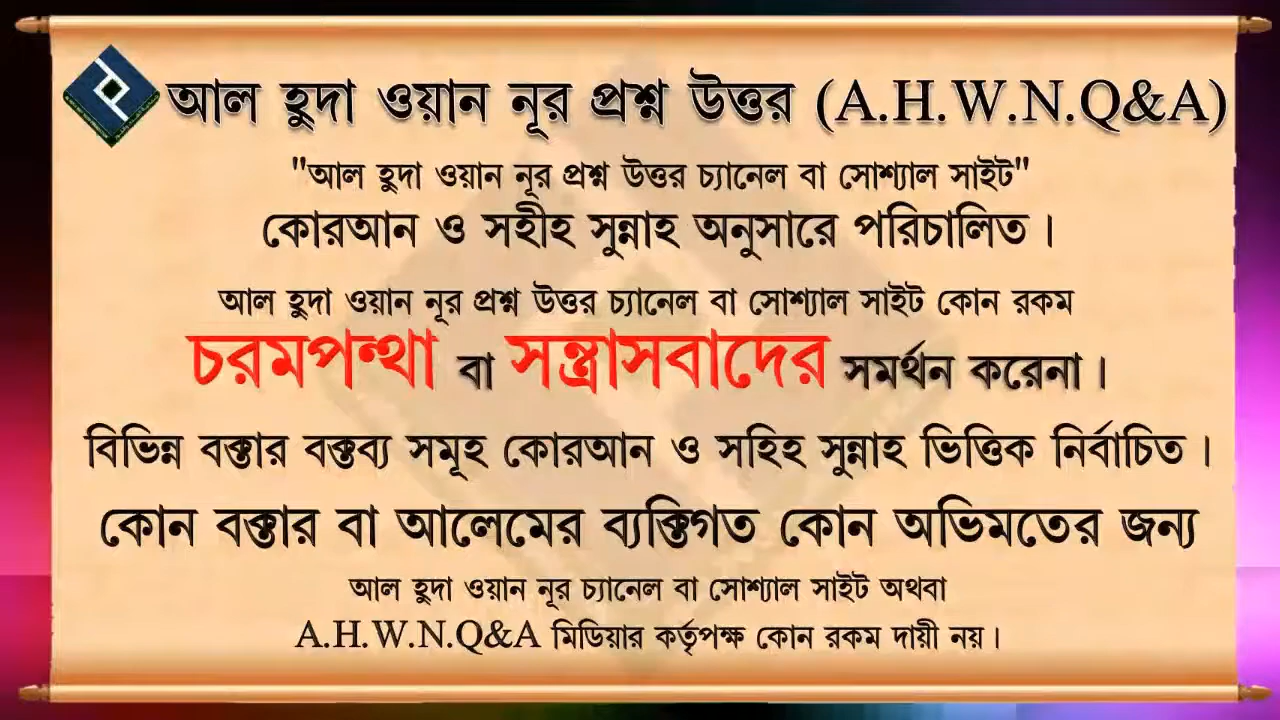 আল হুদা ওয়ান নূর প্রশ্ন উত্তর (A.H.W.N.Q&A)
"আল হুদা ওয়ান নূর প্রশ্ন উত্তর চ্যানেল বা সোশ্যাল সাইট"
কোরআন ও সহীহ সুন্নাহ অনুসারে পরিচালিত।
আল হুদা ওয়ান নূর প্রশ্ন উত্তর চ্যানেল বা সোশ্যাল সাইট কোন রকম
চরমপন্থা বা সন্ত্রাসবাদের সমর্থন করেনা।
বিভিন্ন বক্তার বক্তব্য সমূহ কোরআন ও সহিহ সুন্নাহ ভিত্তিক নির্বাচিত।
কোন বক্তার বা আলেমের ব্যক্তিগত কোন অভিমতের জন্য
আল হুদা ওয়ান নূর চ্যানেল বা সোশ্যাল সাইট অথবা
A.H.W.N.Q&A মিডিয়ার কর্তৃপক্ষ কোন রকম দায়ী নয়।